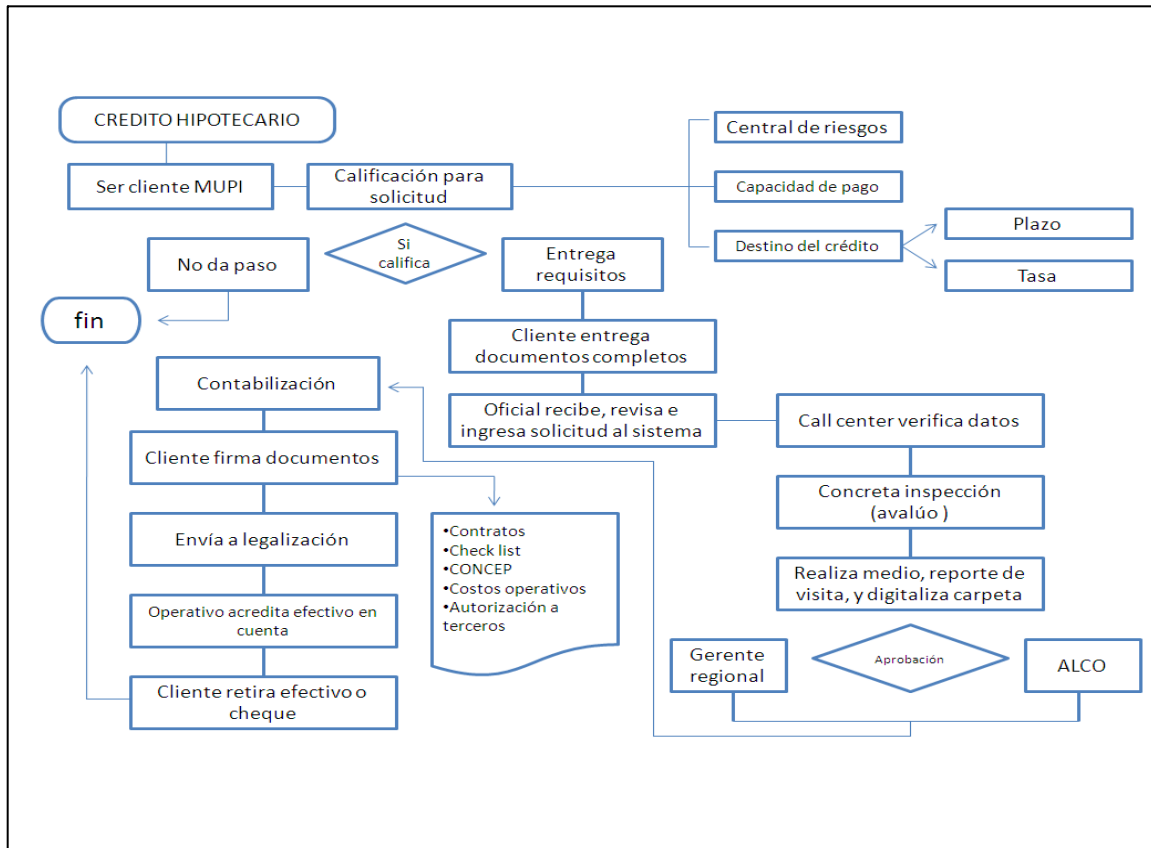 CREDITO HIPOTECARIO
Ser cliente MUPI
Calificación para
solicitud
Central de riesgos
Capacidad de pago
Destino del crédito
Plazo
Tasa
Si
califica
No da paso
fin
Entrega
requisitos
Cliente entrega
documentos completos
Oficial recibe, revisa e
ingresa solicitud al sistema
Call center verifica datos
Concreta inspección
(avalúo )
Realiza medio, reporte de
visita, y digitaliza carpeta
Gerente
regional
Aprobación
ALCO
Contabilización
Cliente firma documentos
•Contratos
•Check list
•CONCEP
•Costos operativos
•Autorización a
terceros
Envía a legalización
Operativo acredita efectivo en
cuenta
Cliente retira efectivo o
cheque